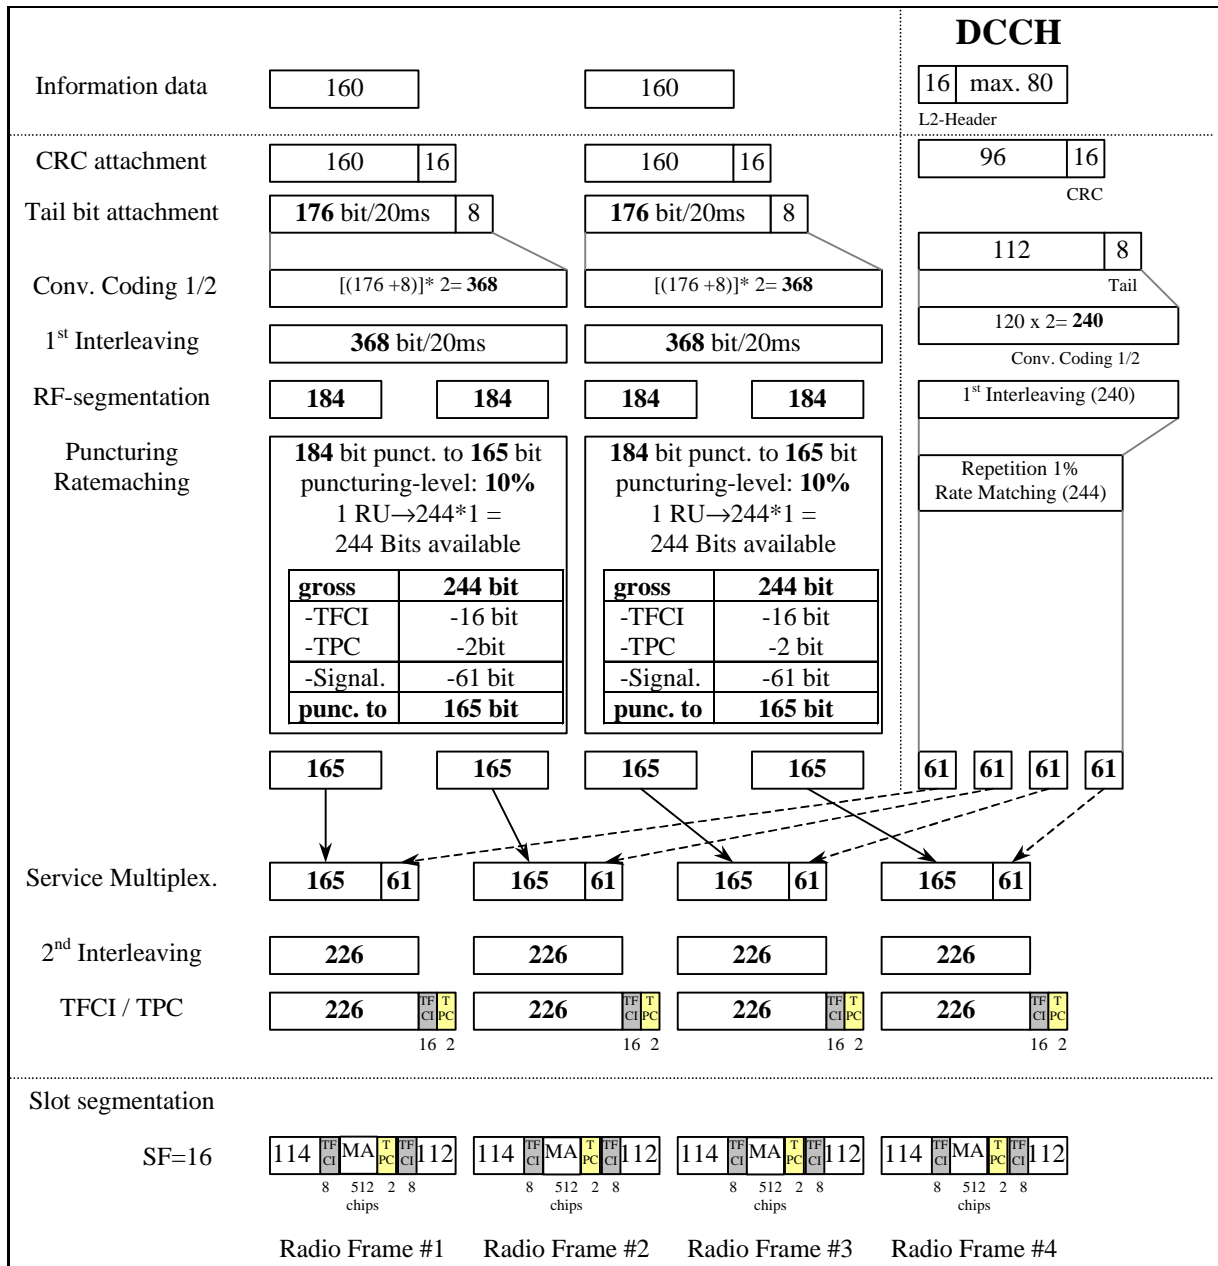 DCCH
Information data 160 160 16 max. 80
L2-Header
CRC attachment 160 16 160 16 96 16
CRC
Tail bit attachment 176 bit/20ms 8 176 bit/20ms 8
112 8
Tail
Conv. Coding 1/2 [(176 +8)]* 2= 368 [(176 +8)]* 2= 368
120 x 2= 240
Conv. Coding 1/2
1st Interleaving 368 bit/20ms 368 bit/20ms
RF-segmentation 184 184 184 184 1st Interleaving (240)
Puncturing
Ratemaching
184 bit punct. to 165 bit
puncturing-level: 10%
1 RU→244*1 =
244 Bits available
gross 244 bit
-TFCI -16 bit
-TPC -2bit
-Signal. -61 bit
punc. to 165 bit
184 bit punct. to 165 bit
puncturing-level: 10%
1 RU→244*1 =
244 Bits available
gross 244 bit
-TFCI -16 bit
-TPC -2 bit
-Signal. -61 bit
punc. to 165 bit
Repetition 1%
Rate Matching (244)
165 165 165 165 61 61 61 61
Service Multiplex. 165 61 165 61 165 61 165 61
2nd Interleaving 226 226 226 226
TFCI / TPC 226 TF CI T PC 226 TF CI T PC 226 TF CI T PC 226 TF CI T PC
16 2 16 2 16 2 16 2
Slot segmentation
SF=16 114 TF CI MA T PC TF CI 112 114 TF CI MA T PC TF CI 112 114 TF CI MA T PC TF CI 112 114 TF CI MA T PC TF CI 112
8 512 2 8 8 512 2 8 8 512 2 8 8 512 2 8
chips chips chips chips
Radio Frame #1 Radio Frame #2 Radio Frame #3 Radio Frame #4